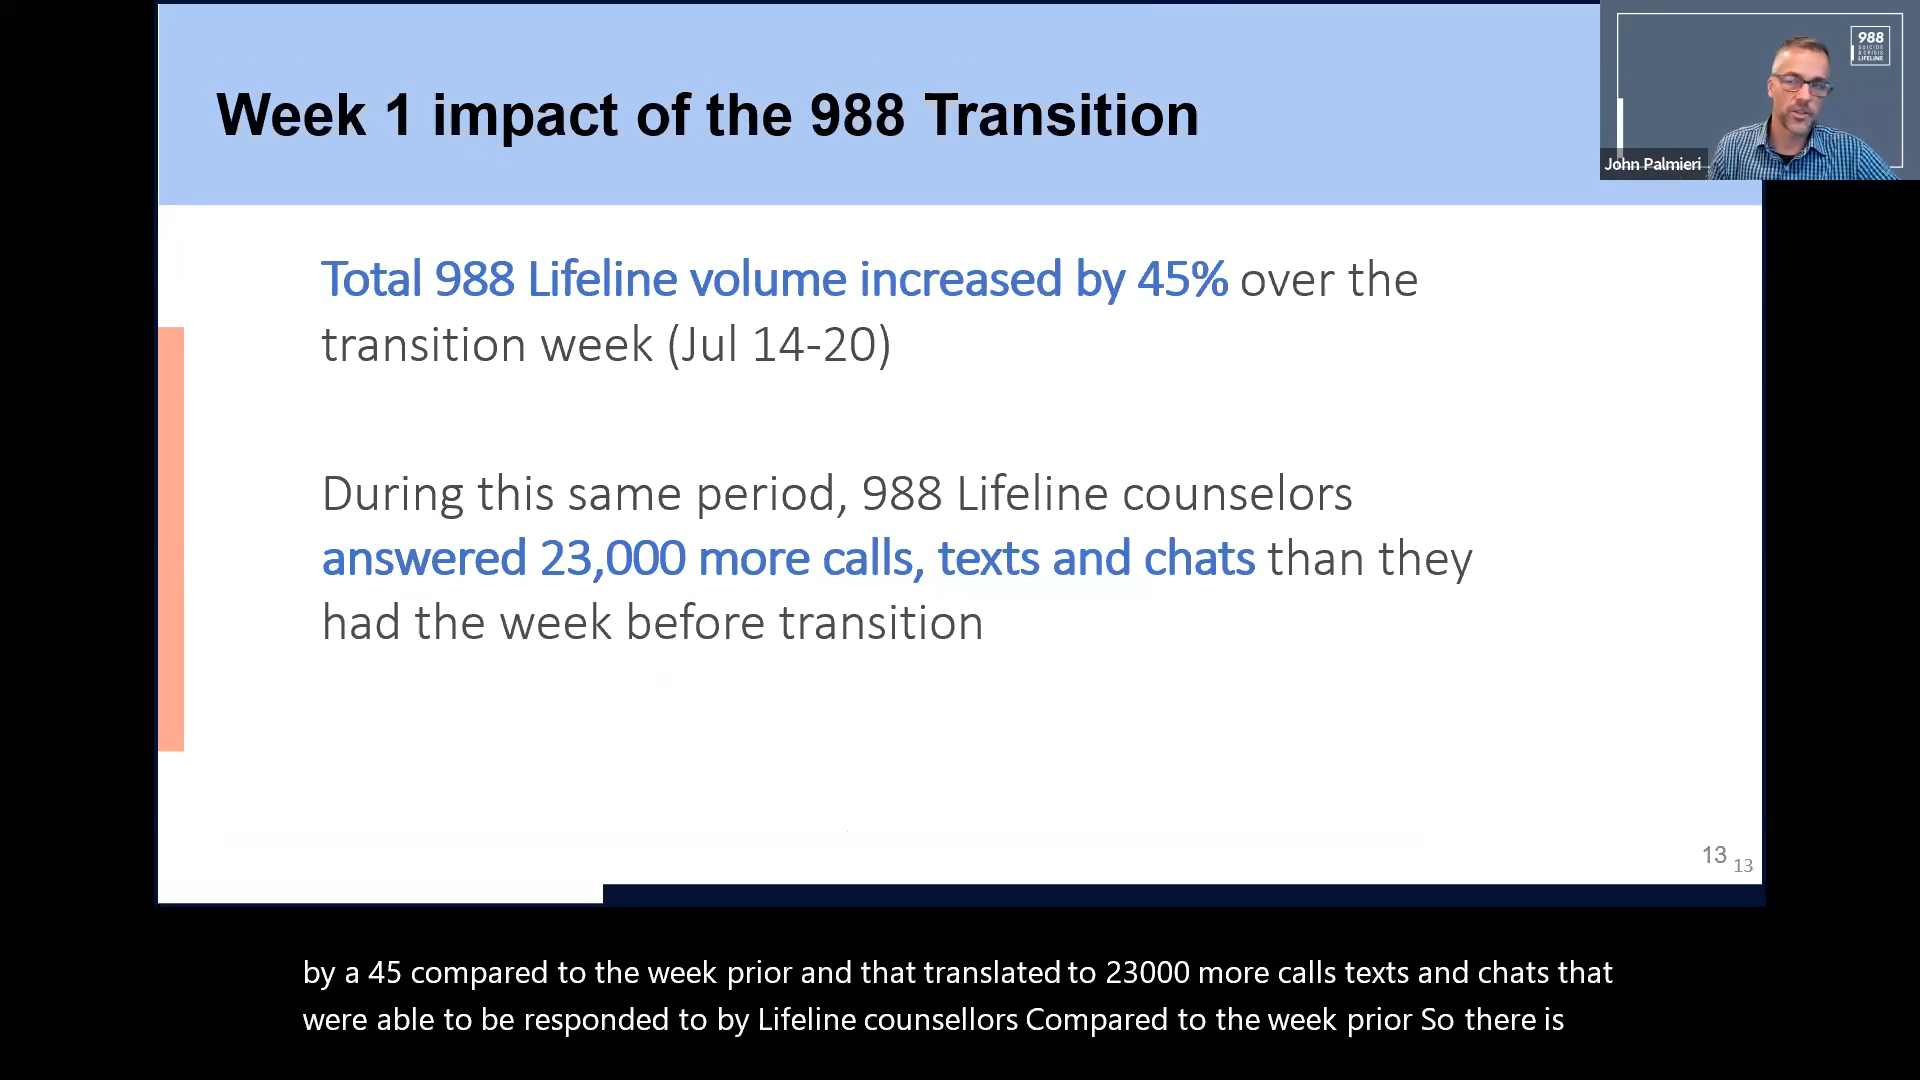 Week 1 impact of the 988 Transition
988
SUICIDE
& CRISIS
LIFELINE
John Palmieri
Total 988 Lifeline volume increased by 45% over the
transition week (Jul 14-20)
During this same period, 988 Lifeline counselors
answered 23,000 more calls, texts and chats than they
had the week before transition
13
13
by a 45 compared to the week prior and that translated to 23000 more calls texts and chats that
were able to be responded to by Lifeline counsellors Compared to the week prior So there is